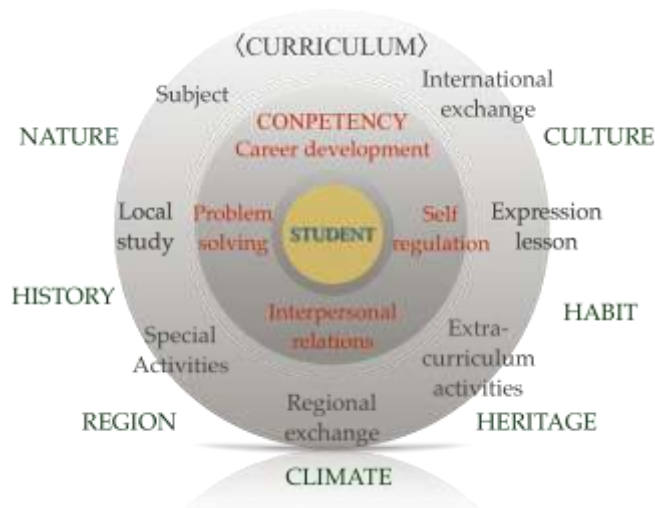 〈CURRICULUM〉
Subject
International
exchange
NATURE
CONPETENCY
Career development
CULTURE
Local
study
Problem
solving
STUDENT
Self
regulation
Expression
lesson
HISTORY
Interpersonal
relations
HABIT
Special
Activities
Extra-
curriculum
activities
REGION
Regional
exchange
HERITAGE
CLIMATE